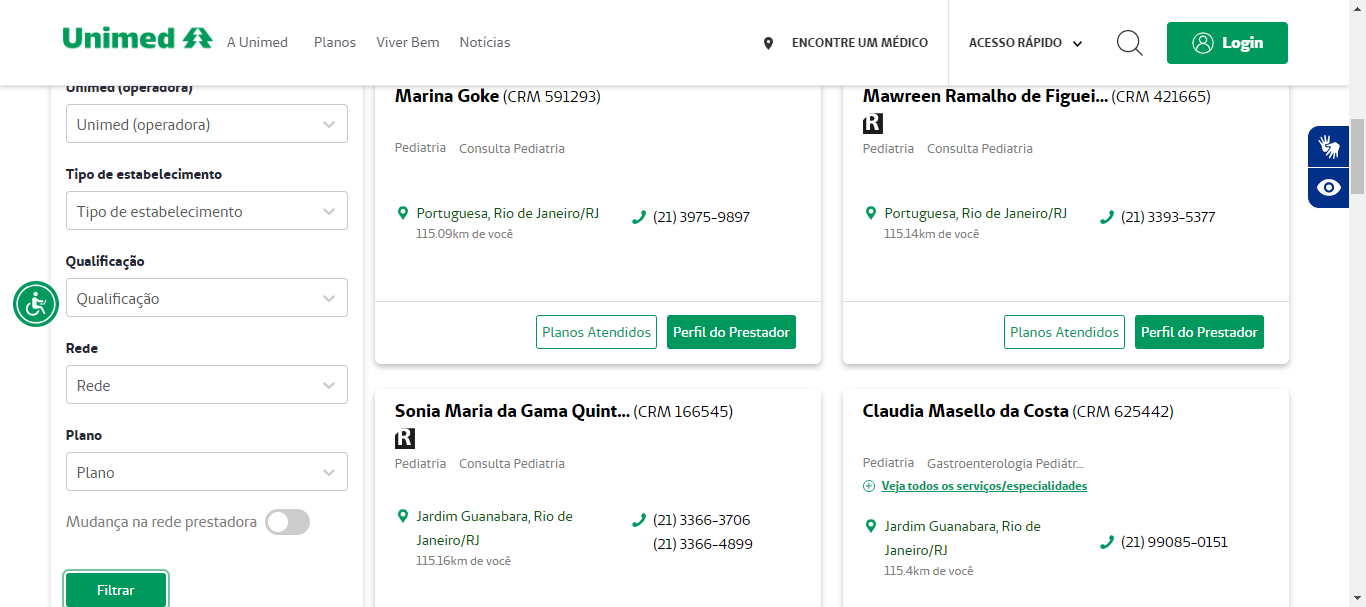 Unimed
A Unimed
Planos
Viver Bem
Notícias
ENCONTRE UM MÉDICO
ACESSO RÁPIDO
Login
Unimed (operadora)
Unimed (operadora)
Tipo de estabelecimento
Tipo de estabelecimento
Qualificação
Qualificação
Rede
Rede
Plano
Plano
Mudança na rede prestadora
Filtrar
Marina Goke (CRM 591293)
Pediatria Consulta Pediatria
Portuguesa, Rio de Janeiro/RJ
115.09km de você
(21) 3975-9897
Planos Atendidos
Perfil do Prestador
Mawreen Ramalho de Figuei... (CRM 421665)
R
Pediatria Consulta Pediatria
Portuguesa, Rio de Janeiro/RJ
115.14km de você
(21) 3393-5377
Planos Atendidos
Perfil do Prestador
Sonia Maria da Gama Quint... (CRM 166545)
R
Pediatria Consulta Pediatria
Jardim Guanabara, Rio de
Janeiro/RJ
115.16km de você
(21) 3366-3706
(21) 3366-4899
Claudia Masello da Costa (CRM 625442)
Pediatria Gastroenterologia Pediátr...
Veja todos os serviços/especialidades
Jardim Guanabara, Rio de
Janeiro/RJ
115.4km de você
(21) 99085-0151